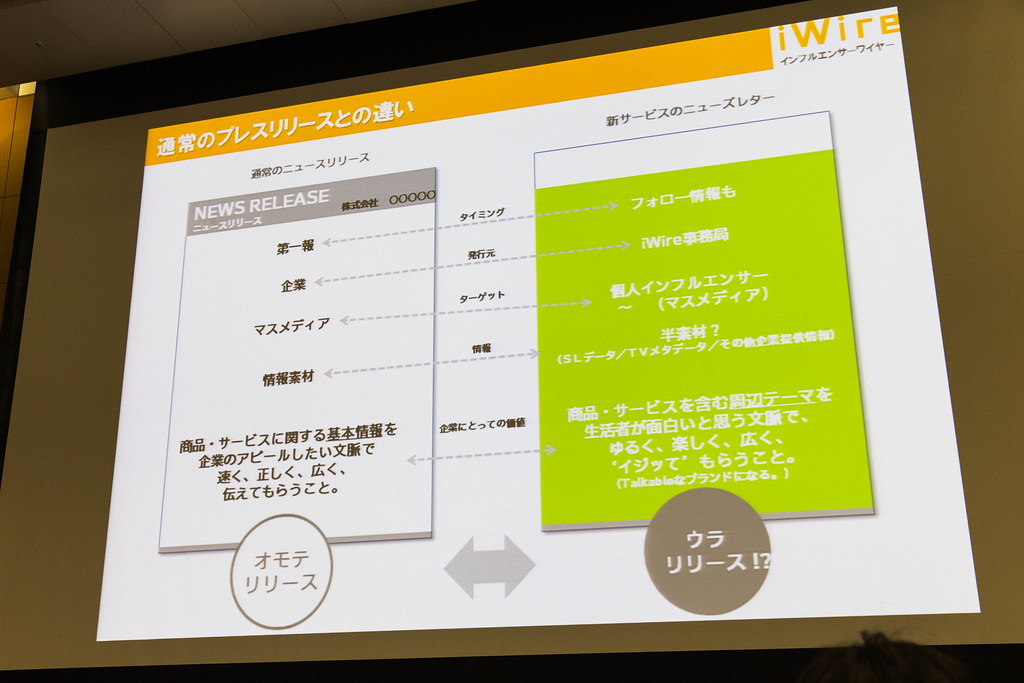 iWire
インフルエンサーワイヤー
通常のプレスリリースとの違い
通常のニュースリリース
NEWS RELEASE
ニュースリリース
株式会社 OOOOO
第一報
企業
マスメディア
情報素材
商品・サービスに関する基本情報を
企業のアピールしたい文脈で
速く、正しく、広く、
伝えてもらうこと。
オモテ
リリース
タイミング
発行元
ターゲット
情報
企業にとっての価値
新サービスのニューズレター
フォロー情報も
iWire事務局
個人インフルエンサー
～ （マスメディア）
半素材？
（ＳＬデータ／ＴＶメタデータ／その他企業提供情報）
商品・サービスを含む周辺テーマを
生活者が面白いと思う文脈で、
ゆるく、楽しく、広く、
‘イジッて’ もらうこと。
（Talkableなブランドになる。）
ウラ
リリース !?